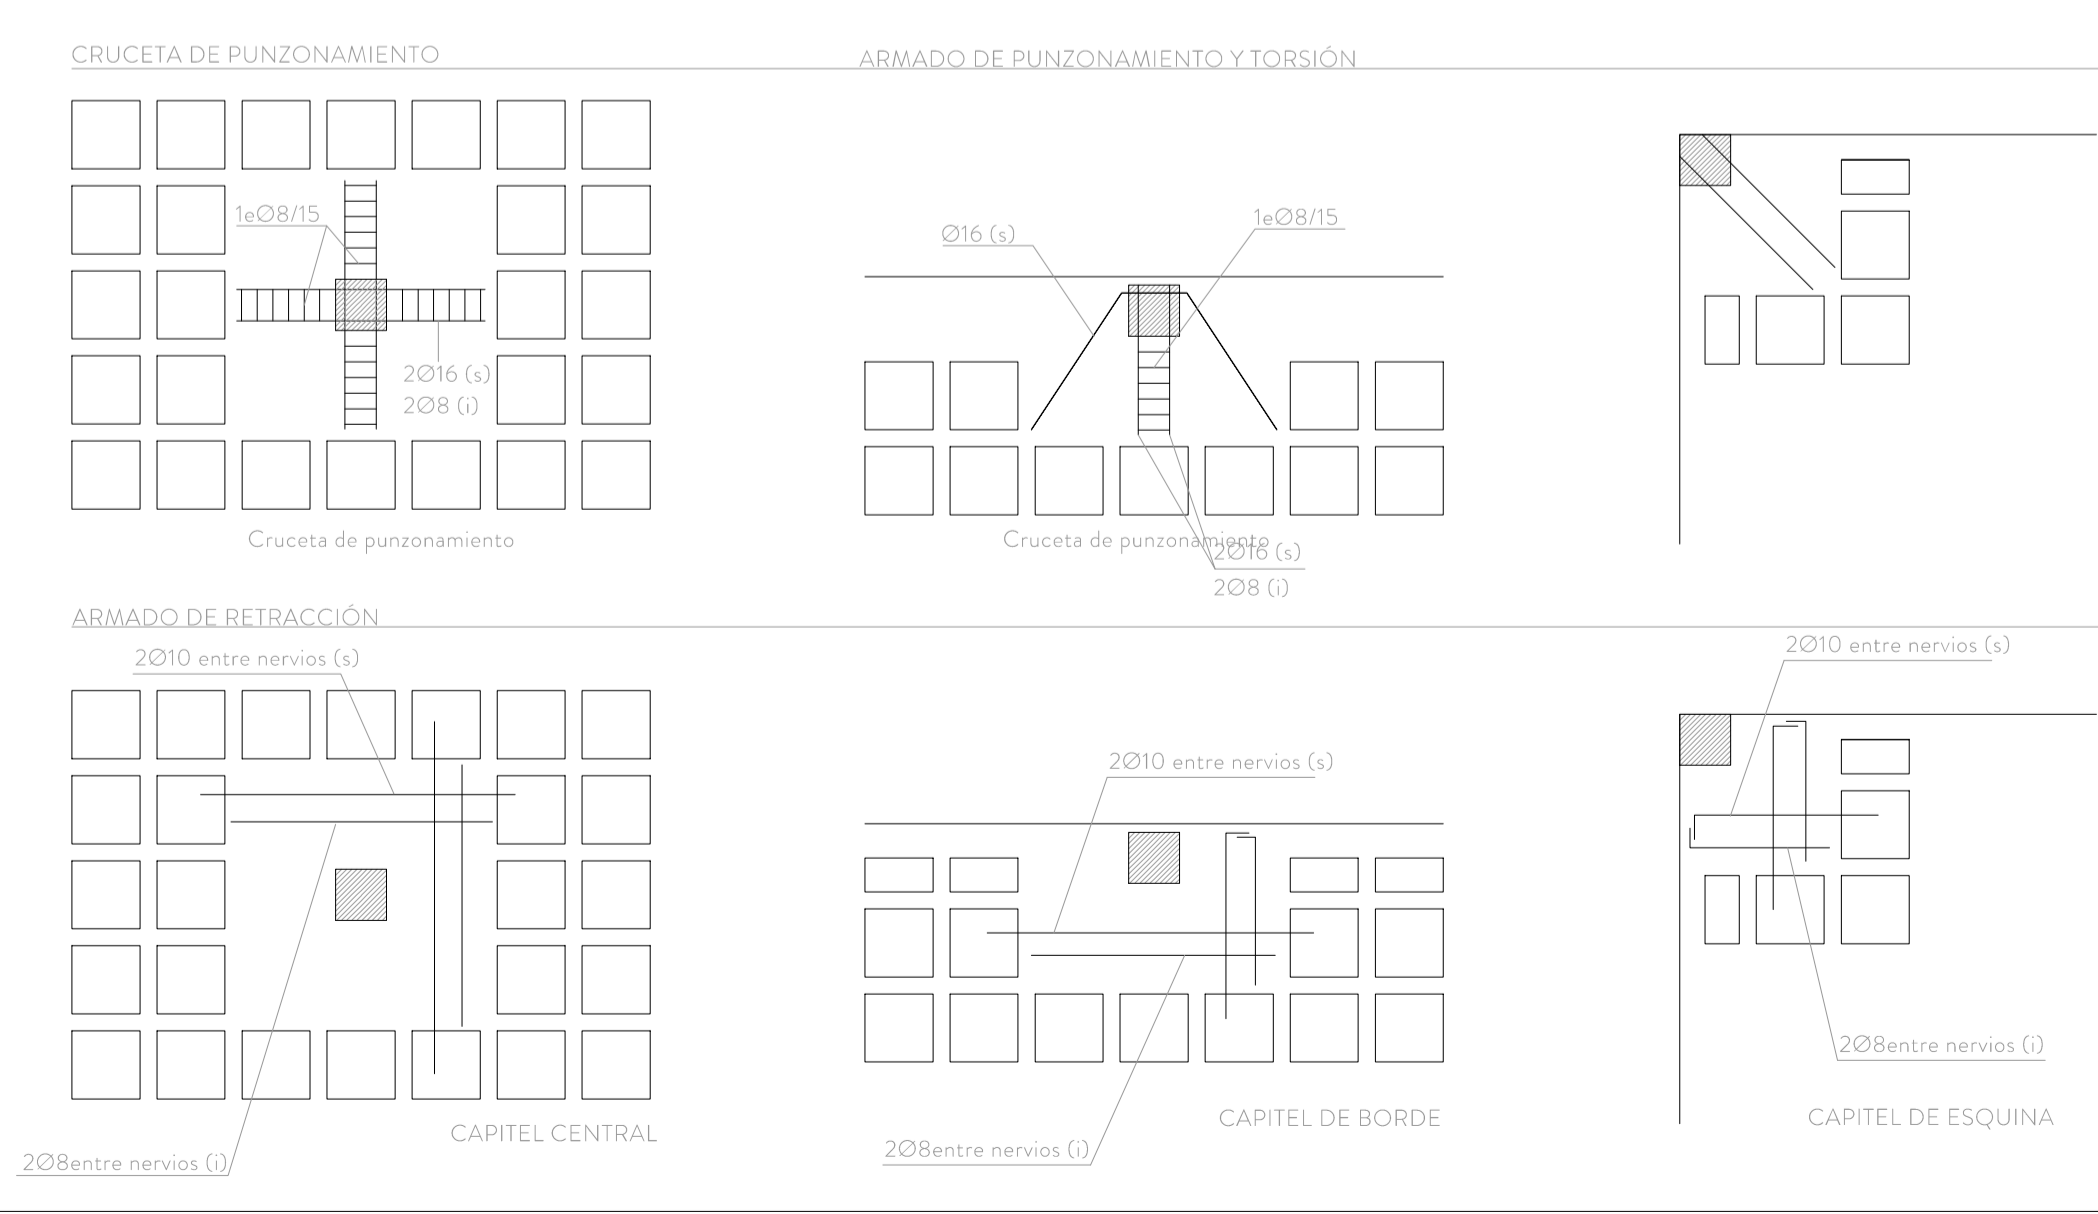 CRUCETA DE PUNZONAMIENTO
ARMADO DE PUNZONAMIENTO Y TORSIÓN
1eØ8/15
2Ø16 (s)
2Ø8 (i)
Cruceta de punzonamiento
Ø16 (s)
1eØ8/15
Cruceta de punzonamiento
2Ø16 (s)
2Ø8 (i)
ARMADO DE RETRACCIÓN
2Ø10 entre nervios (s)
CAPITEL CENTRAL
2Ø8entre nervios (i)
2Ø10 entre nervios (s)
CAPITEL DE BORDE
2Ø8entre nervios (i)
2Ø10 entre nervios (s)
2Ø8entre nervios (i)
CAPITEL DE ESQUINA